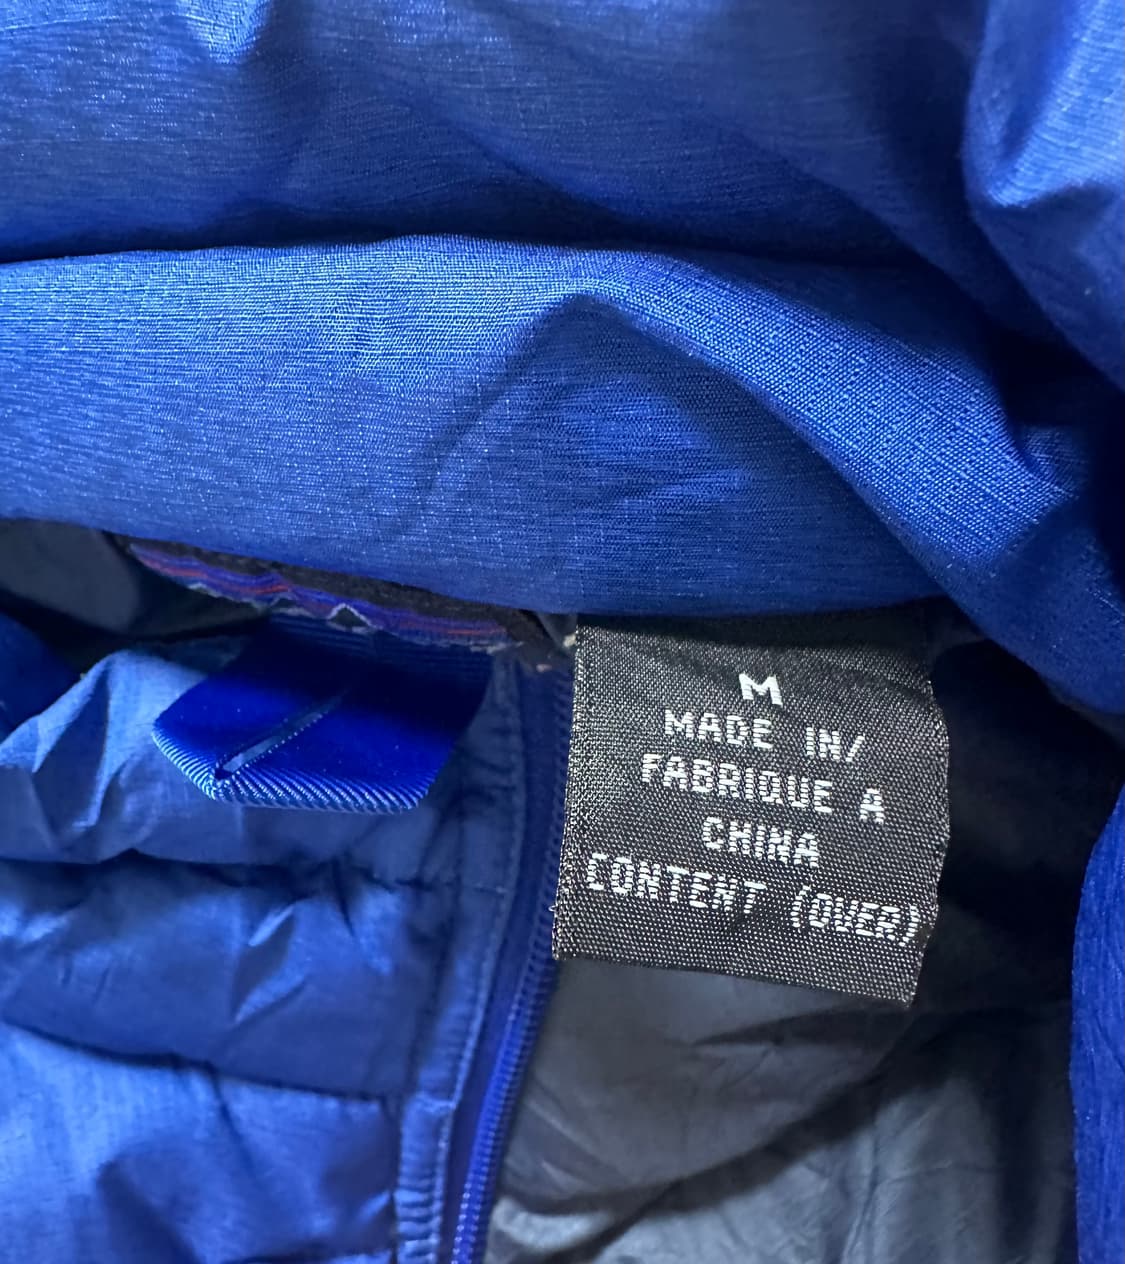 M
MADE IN/
FABRIQUE A
CHINA
CONTENT (OVER)